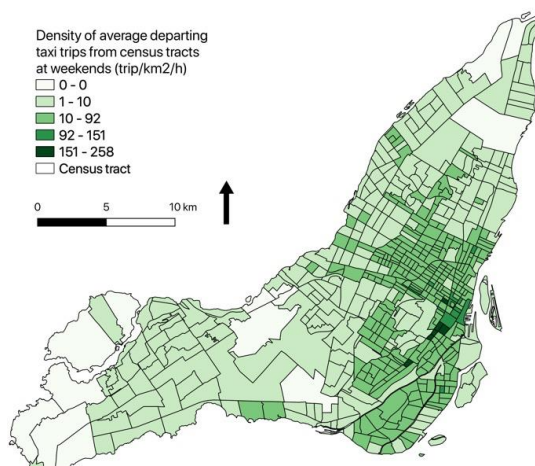 Density of average departing
taxi trips from census tracts
at weekends (trip/km2/h)
0 - 0
1 - 10
10 - 92
92 - 151
151 - 258
Census tract
0 5 10 km